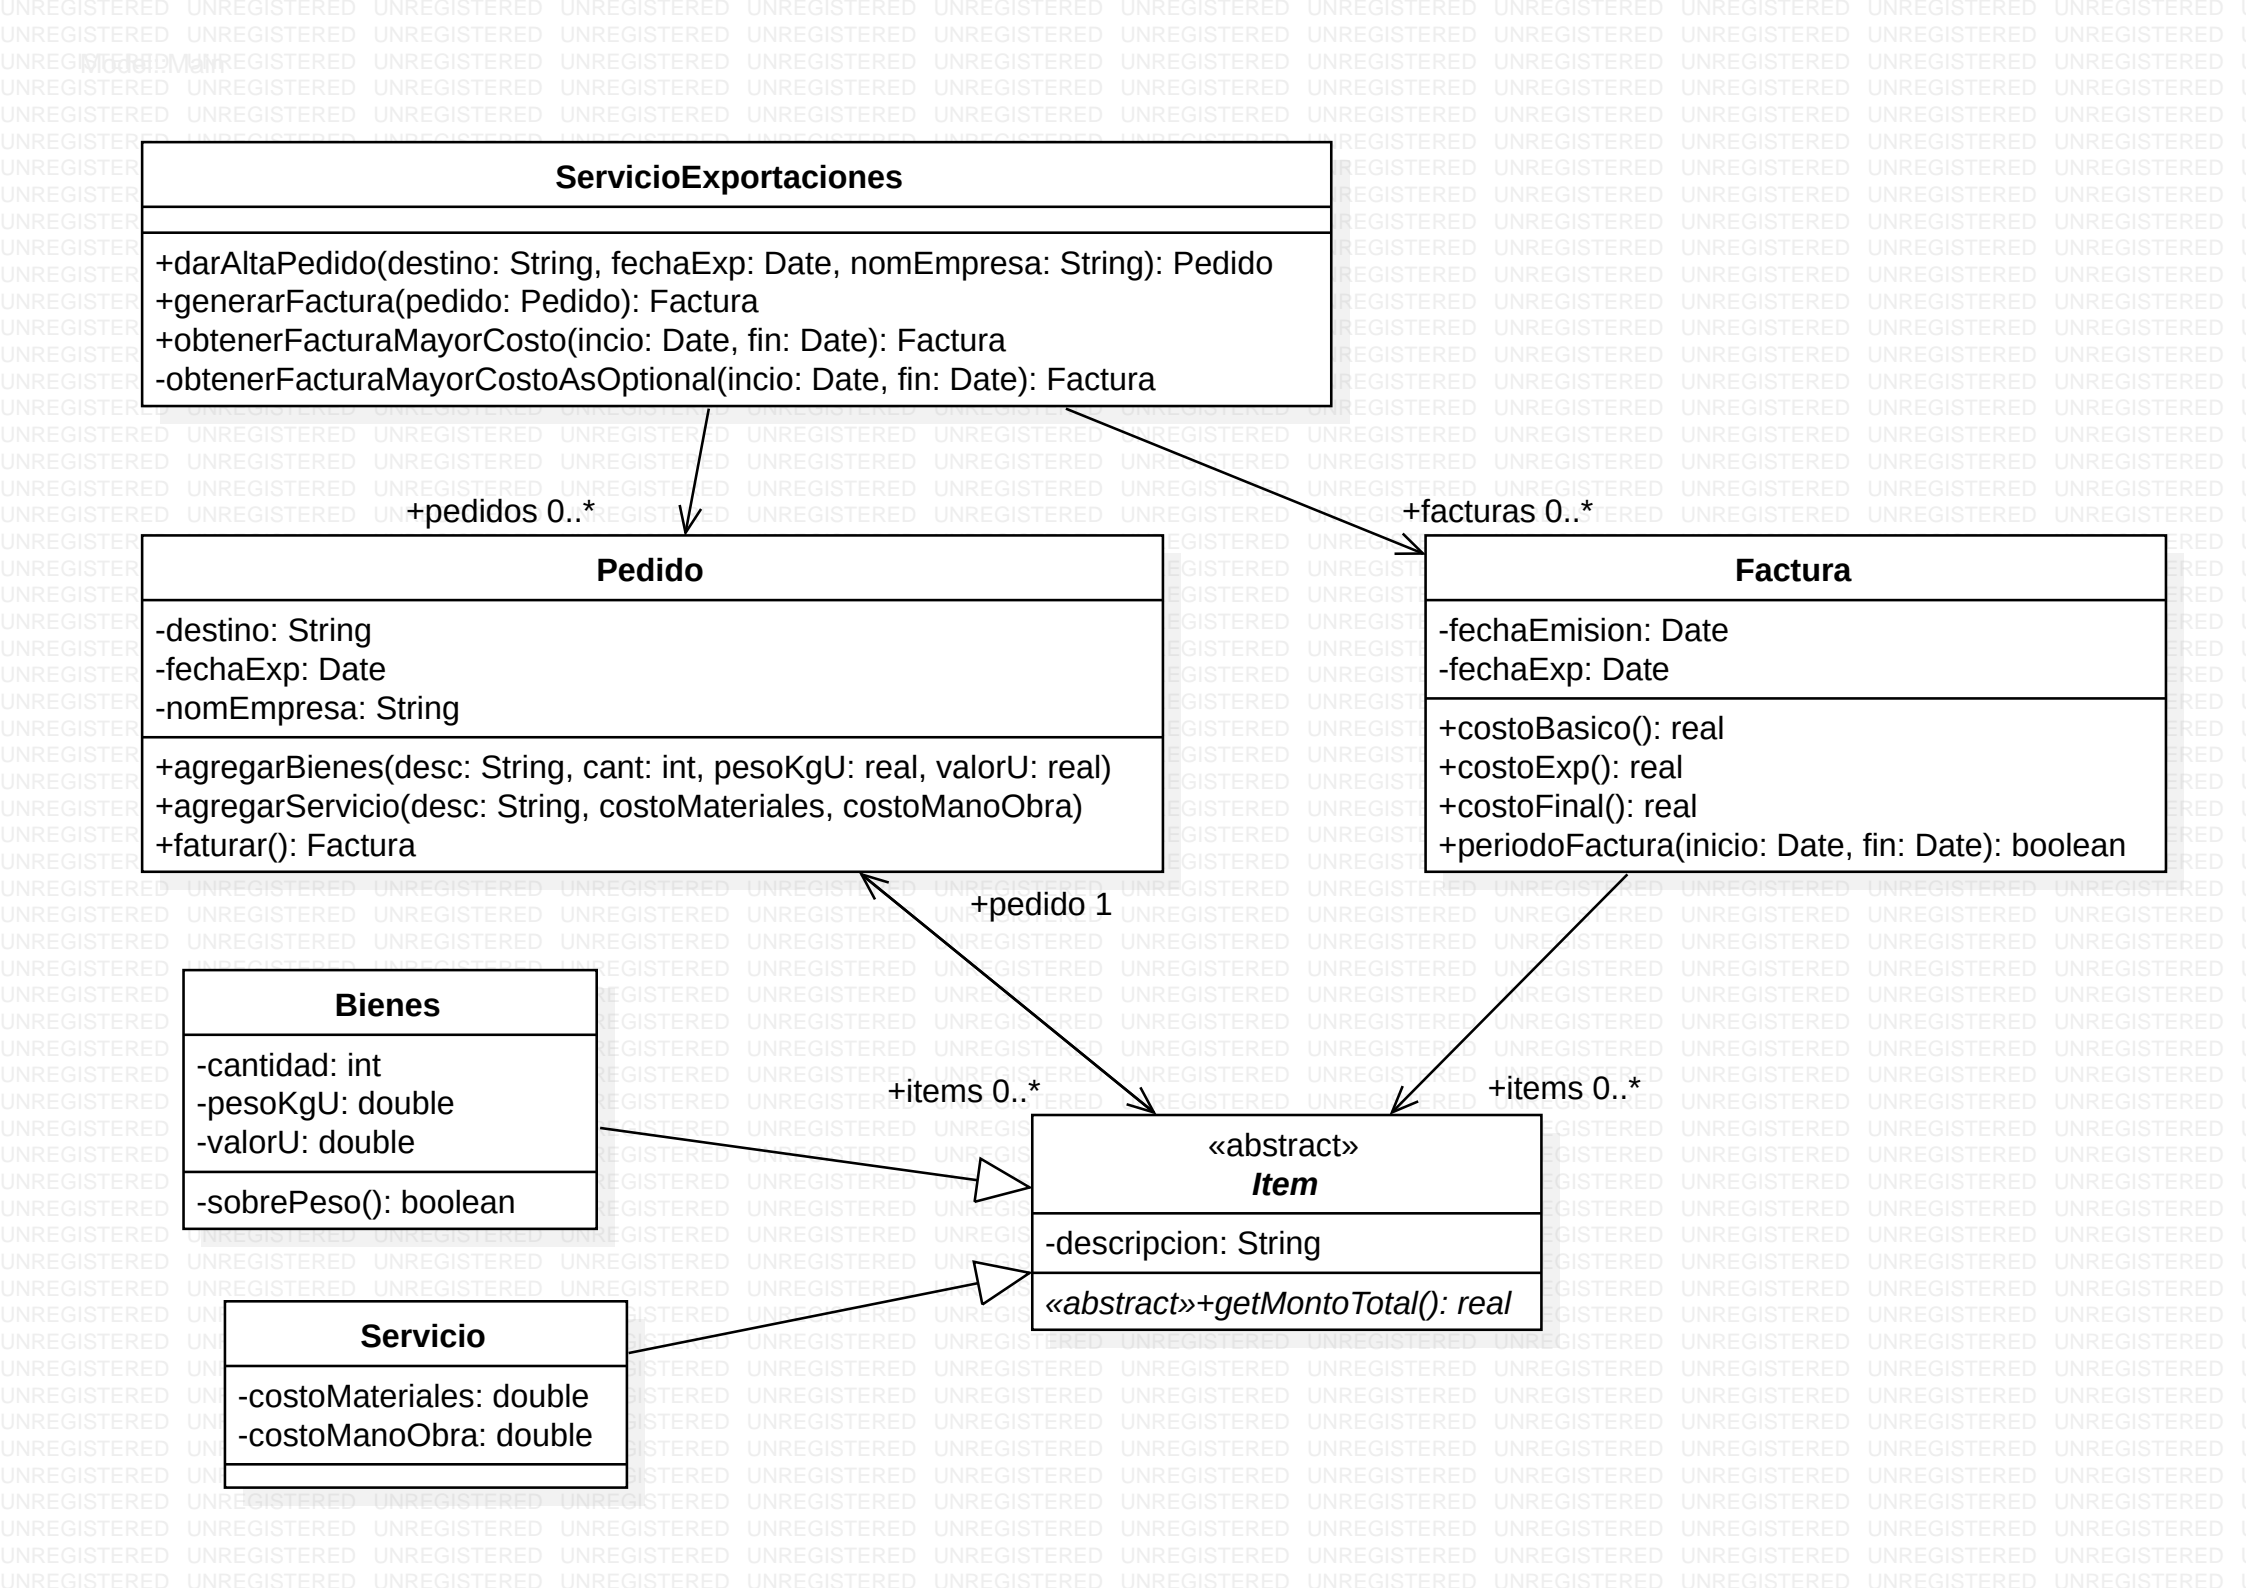 Model::Main
ServicioExportaciones
+darAltaPedido(destino: String, fechaExp: Date, nomEmpresa: String): Pedido
+generarFactura(pedido: Pedido): Factura
+obtenerFacturaMayorCosto(incio: Date, fin: Date): Factura
-obtenerFacturaMayorCostoAsOptional(incio: Date, fin: Date): Factura
+pedidos 0..*
+facturas 0..*
Pedido
-destino: String
-fechaExp: Date
-nomEmpresa: String
+agregarBienes(desc: String, cant: int, pesoKgU: real, valorU: real)
+agregarServicio(desc: String, costoMateriales, costoManoObra)
+faturar(): Factura
Factura
-fechaEmision: Date
-fechaExp: Date
+costoBasico(): real
+costoExp(): real
+costoFinal(): real
+periodoFactura(inicio: Date, fin: Date): boolean
+pedido 1
+items 0..*
+items 0..*
Bienes
-cantidad: int
-pesoKgU: double
-valorU: double
-sobrePeso(): boolean
«abstract»
Item
-descripcion: String
«abstract»+getMontoTotal(): real
Servicio
-costoMateriales: double
-costoManoObra: double
UNREGISTERED